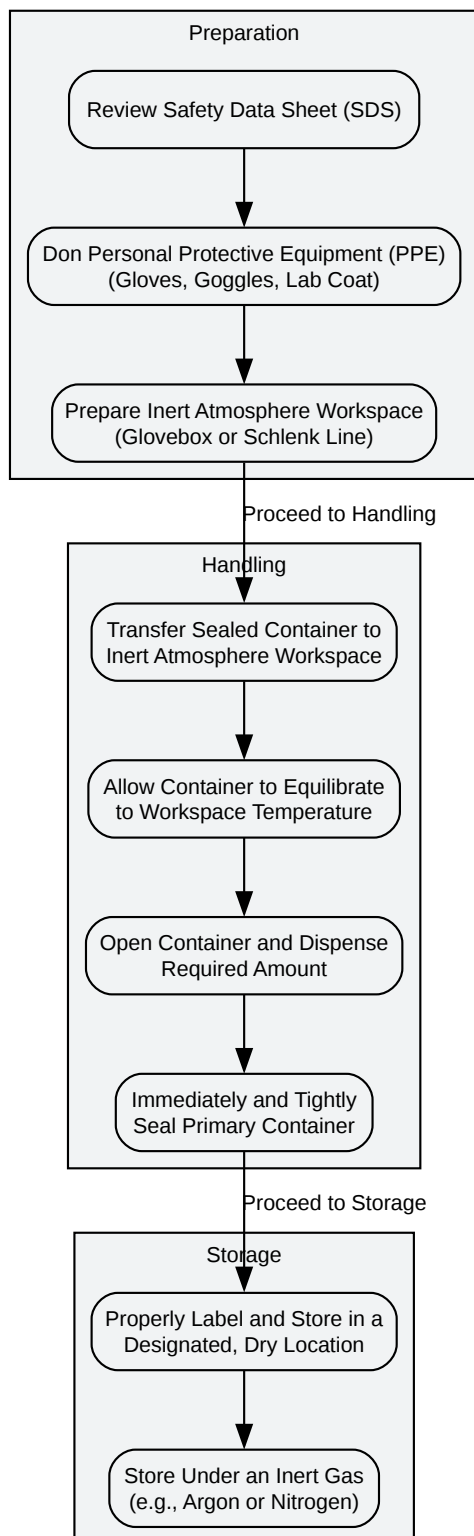 Preparation
Review Safety Data Sheet (SDS)
Don Personal Protective Equipment (PPE)
(Gloves, Goggles, Lab Coat)
Prepare Inert Atmosphere Workspace
(Glovebox or Schlenk Line)
Proceed to Handling
Handling
Transfer Sealed Container to
Inert Atmosphere Workspace
Allow Container to Equilibrate
to Workspace Temperature
Open Container and Dispense
Required Amount
Immediately and Tightly
Seal Primary Container
Proceed to Storage
Storage
Properly Label and Store in a
Designated, Dry Location
Store Under an Inert Gas
(e.g., Argon or Nitrogen)